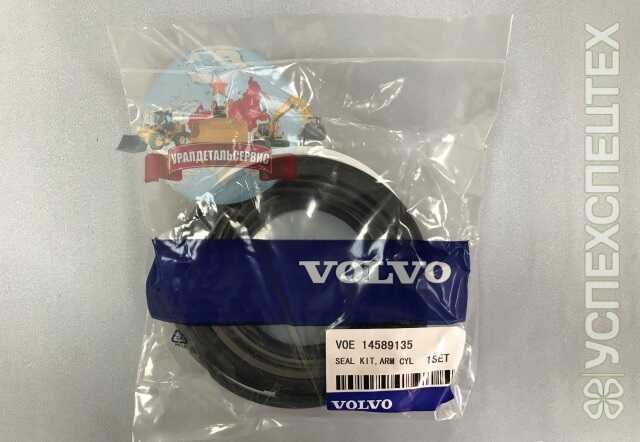 УРАЛДЕТАЛЬСЕРВИС
VOLVO
VOE 14589135
SEAL KIT, ARM CYL 1SET
VOLVO
УСПЕХСПЕЦТЕХ